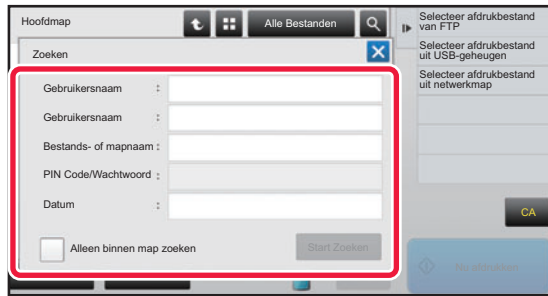 Hoofdmap
Alle Bestanden
Zoeken
Gebruikersnaam :
Gebruikersnaam :
Bestands- of mapnaam :
PIN Code/Wachtwoord :
Datum :
Alleen binnen map zoeken
Start Zoeken
Selecteer afdrukbestand
van FTP
Selecteer afdrukbestand
uit USB-geheugen
Selecteer afdrukbestand
uit netwerkmap
CA
Nu afdrukken